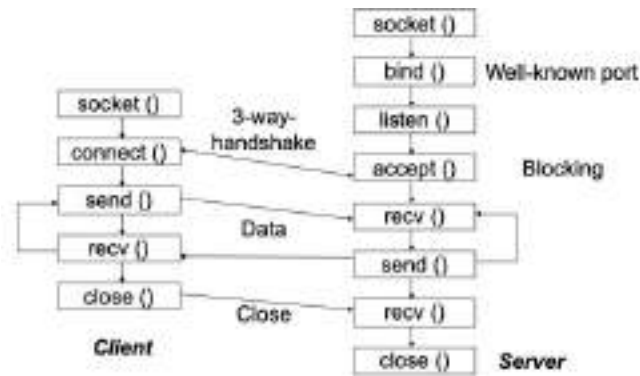 socket ()
bind ()
Well-known port
socket ()
3-way-
handshake
listen ()
connect ()
accept ()
Blocking
send ()
recv ()
Data
recv ()
send ()
close ()
Close
recv ()
Client
close ()
Server